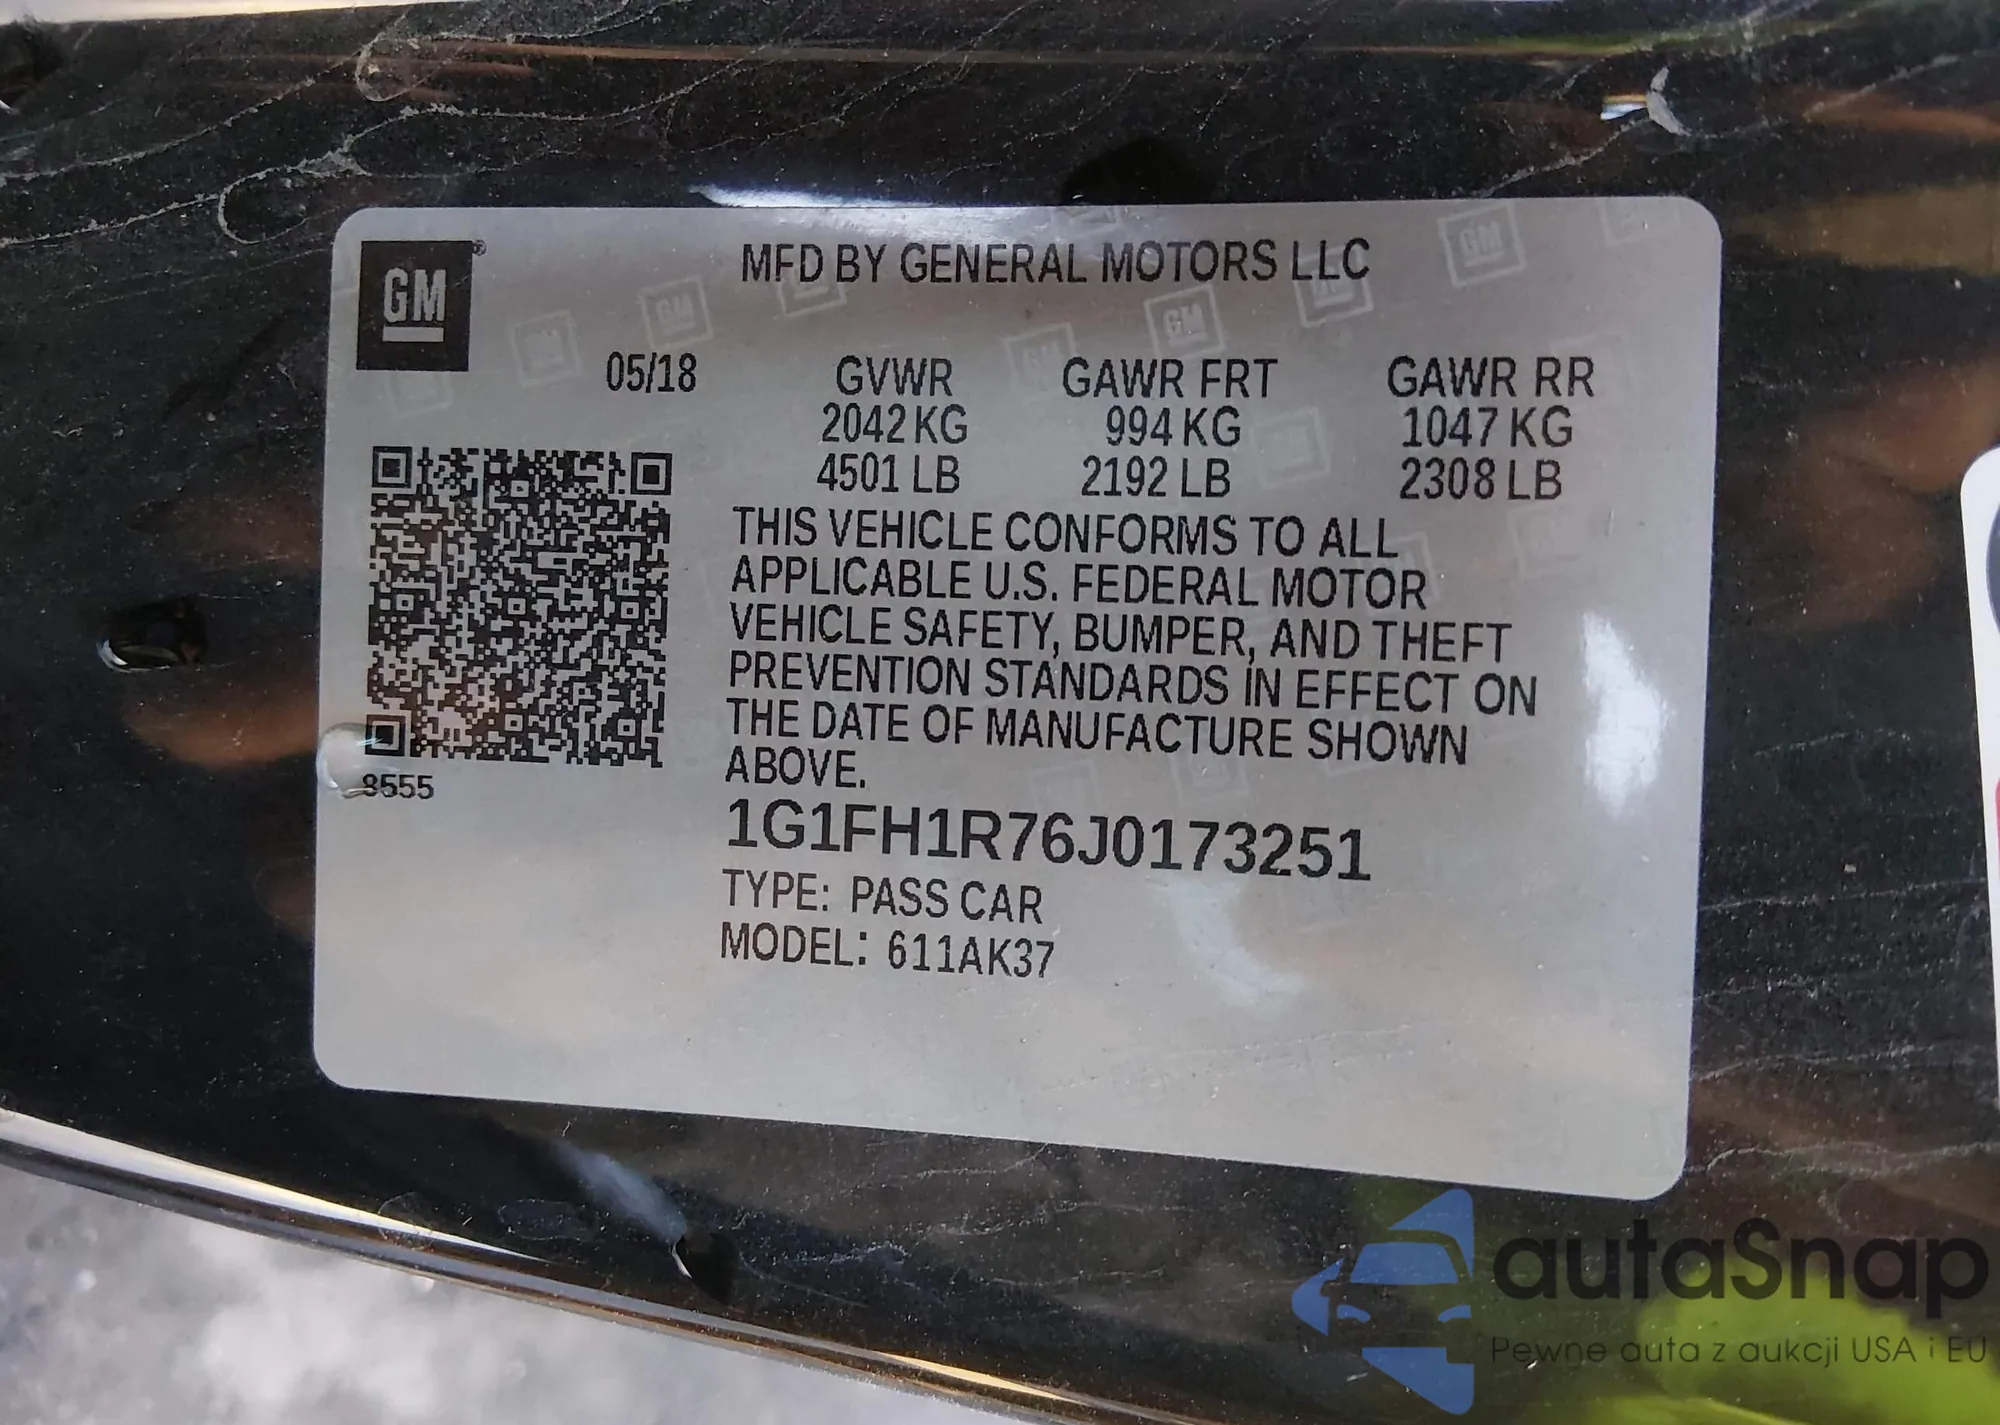 GM®
MFD BY GENERAL MOTORS LLC
05/18
GVWR
2042 KG
4501 LB
GAWR FRT
994 KG
2192 LB
GAWR RR
1047 KG
2308 LB
THIS VEHICLE CONFORMS TO ALL
APPLICABLE U.S. FEDERAL MOTOR
VEHICLE SAFETY, BUMPER, AND THEFT
PREVENTION STANDARDS IN EFFECT ON
THE DATE OF MANUFACTURE SHOWN
ABOVE.
8555
1G1FH1R76J0173251
TYPE: PASS CAR
MODEL: 611AK37
autaSnap
Pewne auta z aukcji USA i EU